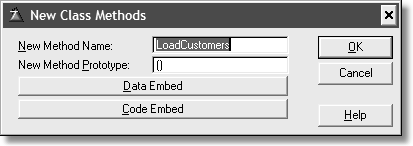 New Class Methods
New Method Name: LoadCustomers
OK
New Method Prototype: ()
Cancel
Data Embed
Code Embed
Help